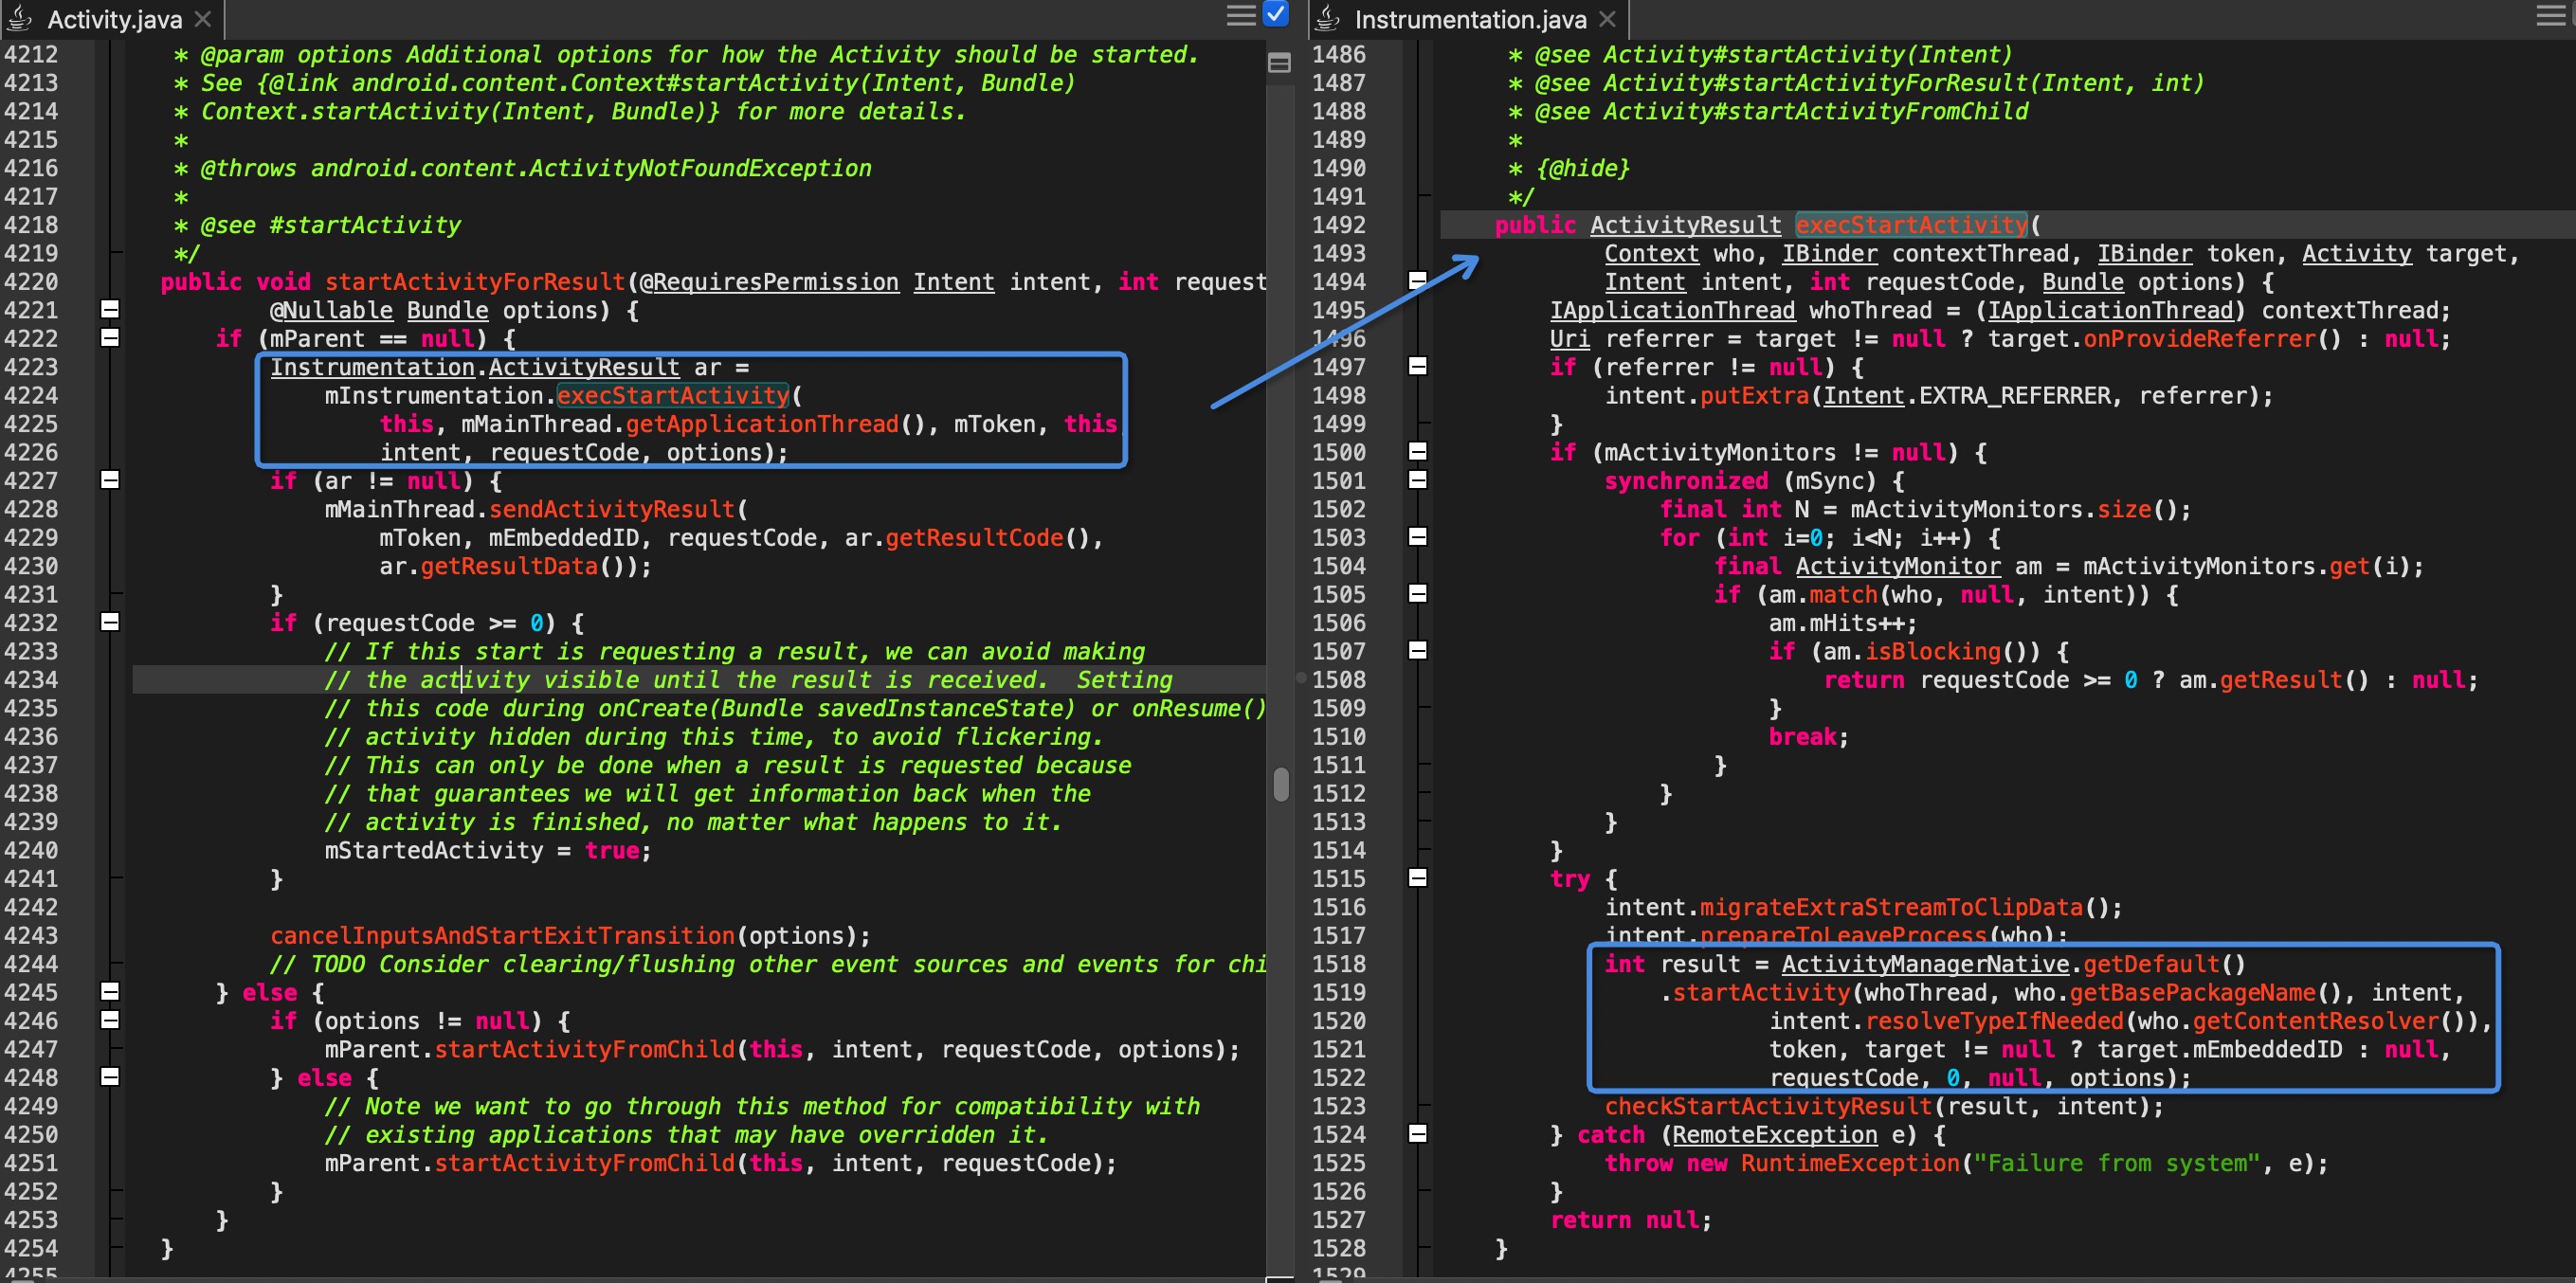 Activity.java
4212 * @param options Additional options for how the Activity should be started.
4213 * See {@link android.content.Context#startActivity(Intent, Bundle)
4214 * Context.startActivity(Intent, Bundle)} for more details.
4215 *
4216 * @throws android.content.ActivityNotFoundException
4217 *
4218 * @see #startActivity
4219 */
4220 public void startActivityForResult(@RequiresPermission Intent intent, int request
4221 @Nullable Bundle options) {
4222 if (mParent == null) {
4223 Instrumentation.ActivityResult ar =
4224 mInstrumentation.execStartActivity(
4225 this, mMainThread.getApplicationThread(), mToken, this
4226 intent, requestCode, options);
4227 if (ar != null) {
4228 mMainThread.sendActivityResult(
4229 mToken, mEmbeddedID, requestCode, ar.getResultCode(),
4230 ar.getResultData());
4231 }
4232 if (requestCode >= 0) {
4233 // If this start is requesting a result, we can avoid making
4234 // the activity visible until the result is received.  Setting
4235 // this code during onCreate(Bundle savedInstanceState) or onResume()
4236 // activity hidden during this time, to avoid flickering.
4237 // This can only be done when a result is requested because
4238 // that guarantees we will get information back when the
4239 // activity is finished, no matter what happens to it.
4240 mStartedActivity = true;
4241 }
4242
4243 cancelInputsAndStartExitTransition(options);
4244 // TODO Consider clearing/flushing other event sources and events for chi
4245 } else {
4246 if (options != null) {
4247 mParent.startActivityFromChild(this, intent, requestCode, options);
4248 } else {
4249 // Note we want to go through this method for compatibility with
4250 // existing applications that may have overridden it.
4251 mParent.startActivityFromChild(this, intent, requestCode);
4252 }
4253 }
4254 }
4255
Instrumentation.java
1486 * @see Activity#startActivity(Intent)
1487 * @see Activity#startActivityForResult(Intent, int)
1488 * @see Activity#startActivityFromChild
1489 *
1490 * {@hide}
1491 */
1492 public ActivityResult execStartActivity(
1493 Context who, IBinder contextThread, IBinder token, Activity target,
1494 Intent intent, int requestCode, Bundle options) {
1495 IApplicationThread whoThread = (IApplicationThread) contextThread;
1496 Uri referrer = target != null ? target.onProvideReferrer() : null;
1497 if (referrer != null) {
1498 intent.putExtra(Intent.EXTRA_REFERRER, referrer);
1499 }
1500 if (mActivityMonitors != null) {
1501 synchronized (mSync) {
1502 final int N = mActivityMonitors.size();
1503 for (int i=0; i<N; i++) {
1504 final ActivityMonitor am = mActivityMonitors.get(i);
1505 if (am.match(who, null, intent)) {
1506 am.mHits++;
1507 if (am.isBlocking()) {
1508 return requestCode >= 0 ? am.getResult() : null;
1509 }
1510 break;
1511 }
1512 }
1513 }
1514 }
1515 try {
1516 intent.migrateExtraStreamToClipData();
1517 intent.prepareToLeaveProcess(who);
1518 int result = ActivityManagerNative.getDefault()
1519 .startActivity(whoThread, who.getBasePackageName(), intent,
1520 intent.resolveTypeIfNeeded(who.getContentResolver()),
1521 token, target != null ? target.mEmbeddedID : null,
1522 requestCode, 0, null, options);
1523 checkStartActivityResult(result, intent);
1524 } catch (RemoteException e) {
1525 throw new RuntimeException("Failure from system", e);
1526 }
1527 return null;
1528 }
1529